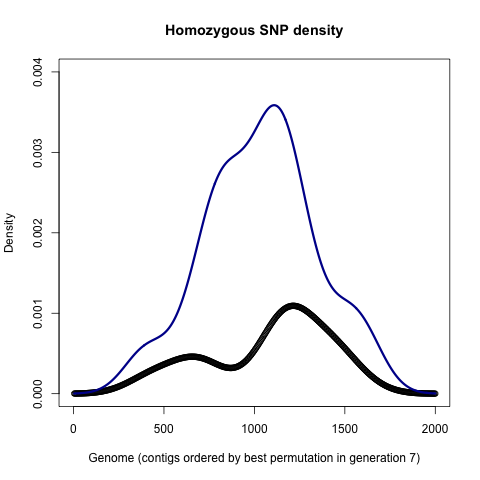 Homozygous SNP density
Density
0.004
0.003
0.002
0.001
0.000
0 500 1000 1500 2000
Genome (contigs ordered by best permutation in generation 7)